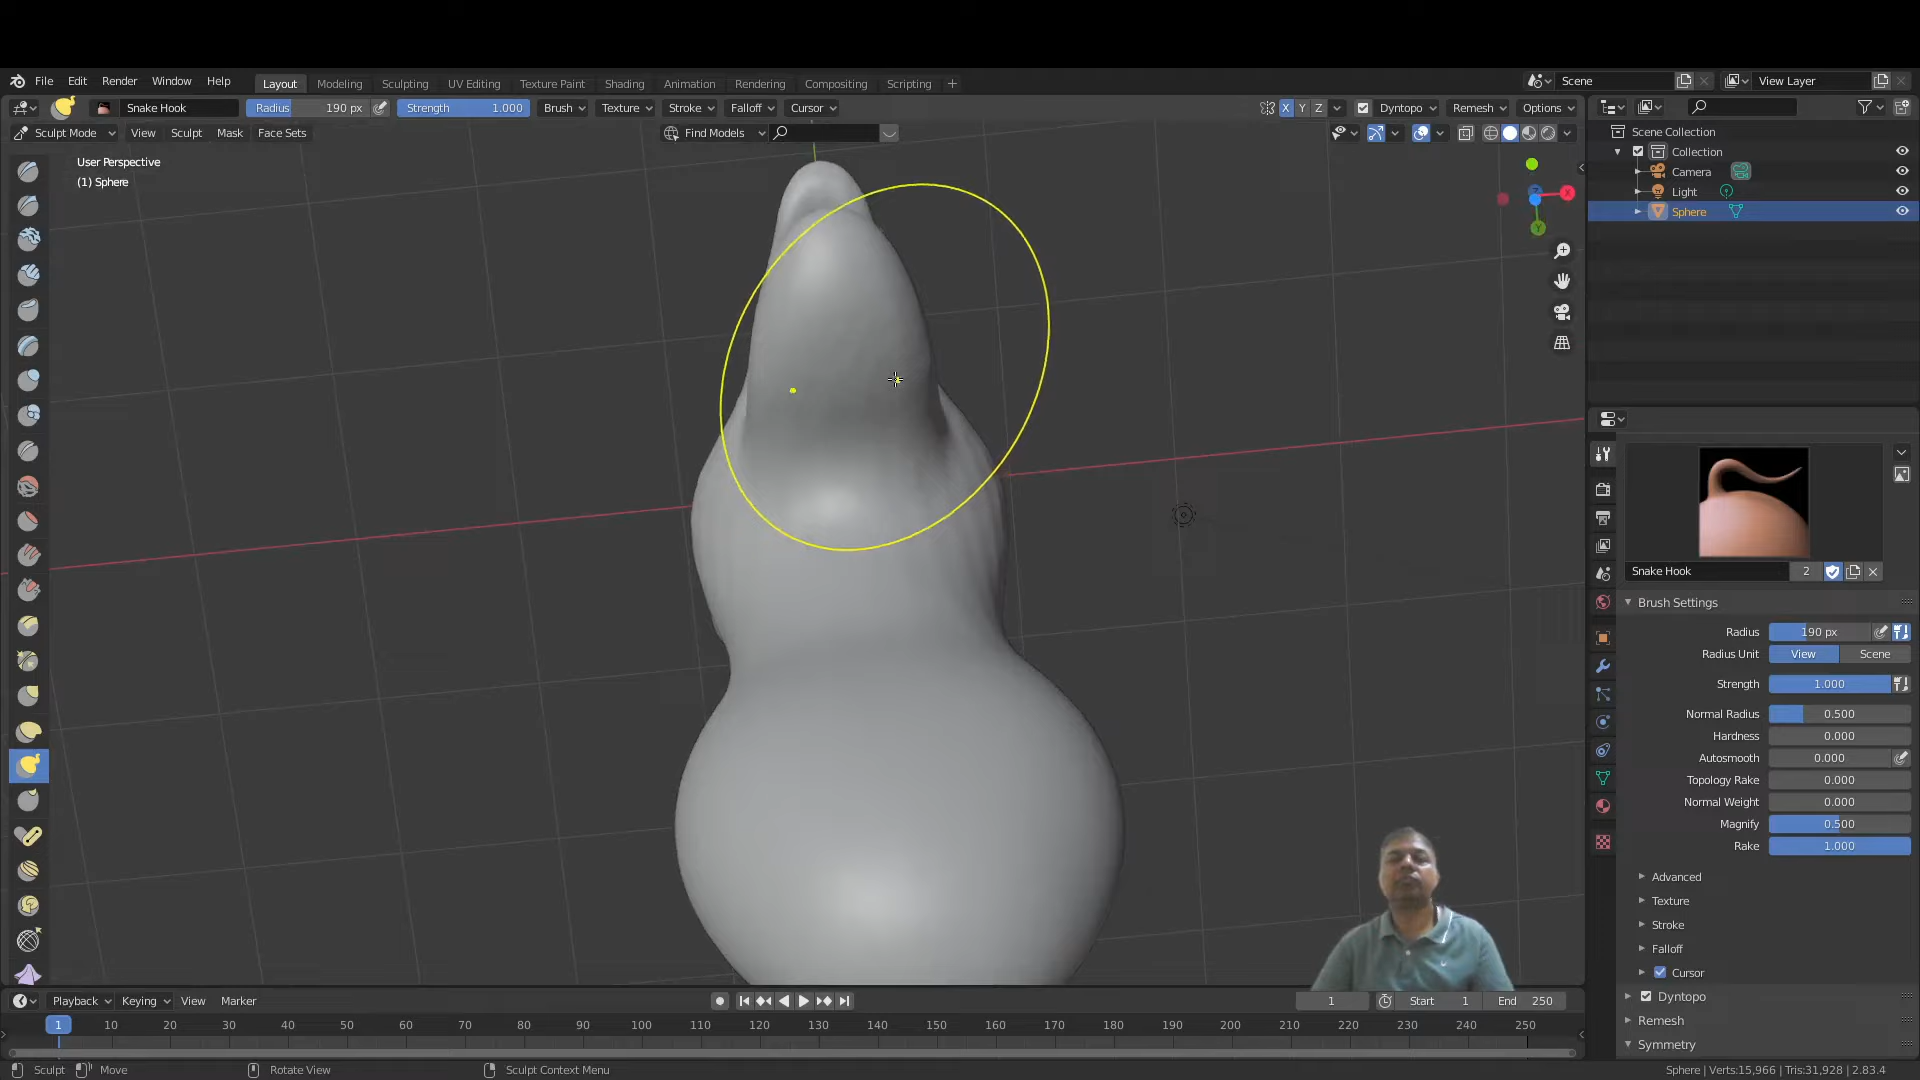 File Edit Render Window Help Layout Modeling Sculpting UV Editing Texture Paint Shading Animation Rendering Compositing Scripting + Scene View Layer
Snake Hook Radius 190 px Strength 1.000 Brush Texture Stroke Falloff Cursor X Y Z Dyntopo Remesh Options
Sculpt Mode View Sculpt Mask Face Sets Find Models
User Perspective
(1) Sphere
Scene Collection
Collection
Camera
Light
Sphere
X
Y
Z
Snake Hook 2
Brush Settings
Radius 190 px
Radius Unit View Scene
Strength 1.000
Normal Radius 0.500
Hardness 0.000
Autosmooth 0.000
Topology Rake 0.000
Normal Weight 0.000
Magnify 0.500
Rake 1.000
Advanced
Texture
Stroke
Falloff
Cursor
Dyntopo
Remesh
Symmetry
Playback Keying View Marker 1 Start 1 End 250
1 10 20 30 40 50 60 70 80 90 100 110 120 130 140 150 160 170 180 190 200 210 220 230 240 250
Sculpt Move Rotate View Sculpt Context Menu Sphere | Verts:15,966 | Tris:31,928 | 2.83.4